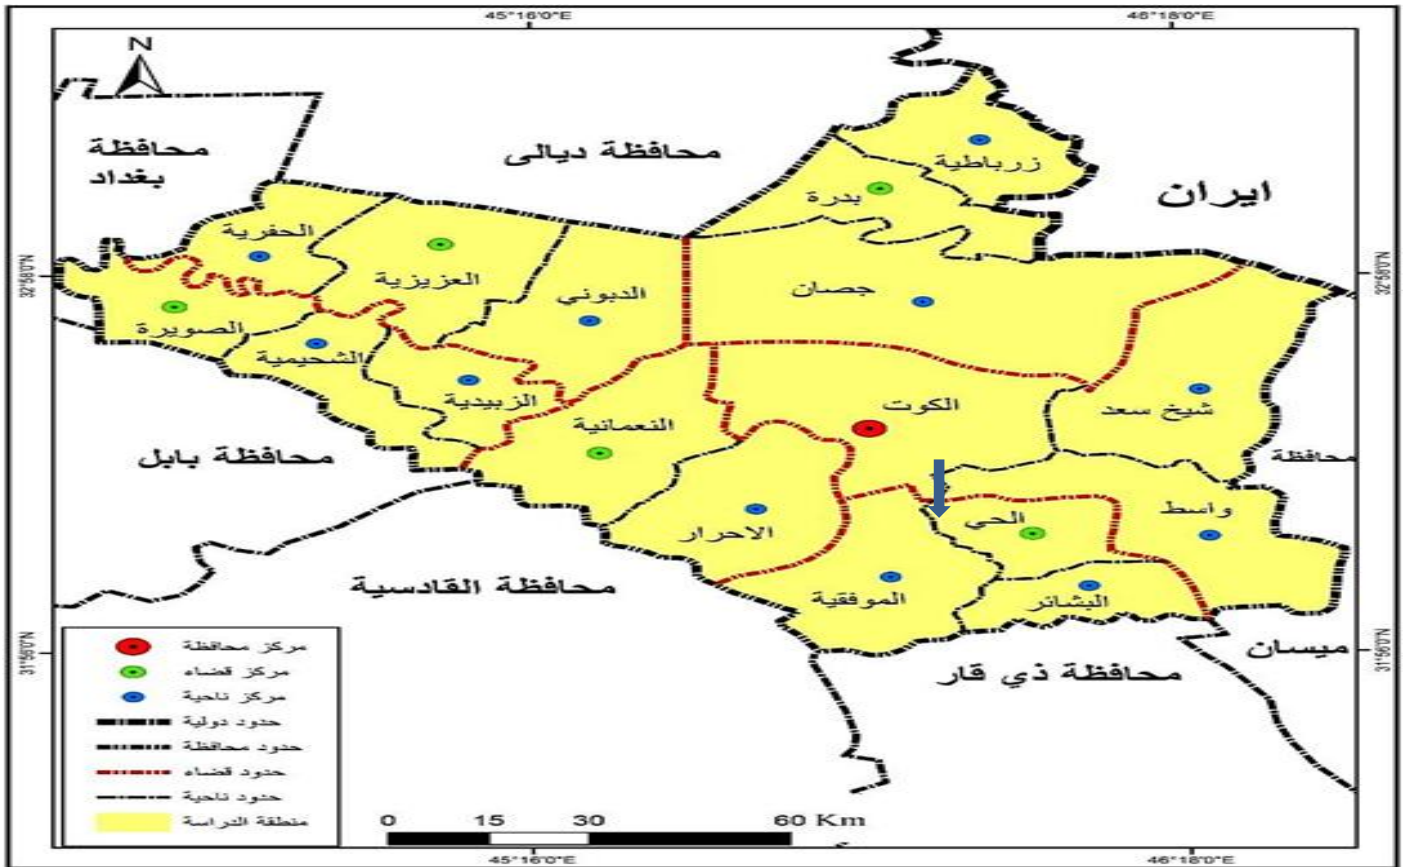 45°16'0"E
46°18'0"E
N
محافظة
بغداد
محافظة ديالى
زرباطية
بدرة
ايران
الحفرية
العزيزية
32°58'0"N
32°58'0"N
الدبوني
جصان
الصويرة
الشحيمية
الزبيدية
النعمانية
الكوت
شيخ سعد
محافظة بابل
محافظة
واسط
الحي
الاحرار
محافظة القادسية
الموفقية
البشائر
31°56'0"N
31°56'0"N
ميسان
محافظة ذي قار
مركز محافظة
مركز قضاء
مركز ناحية
حدود دولية
حدود محافظة
حدود قضاء
حدود ناحية
منطقة الدراسة
0 15 30 60 Km
45°16'0"E
46°18'0"E